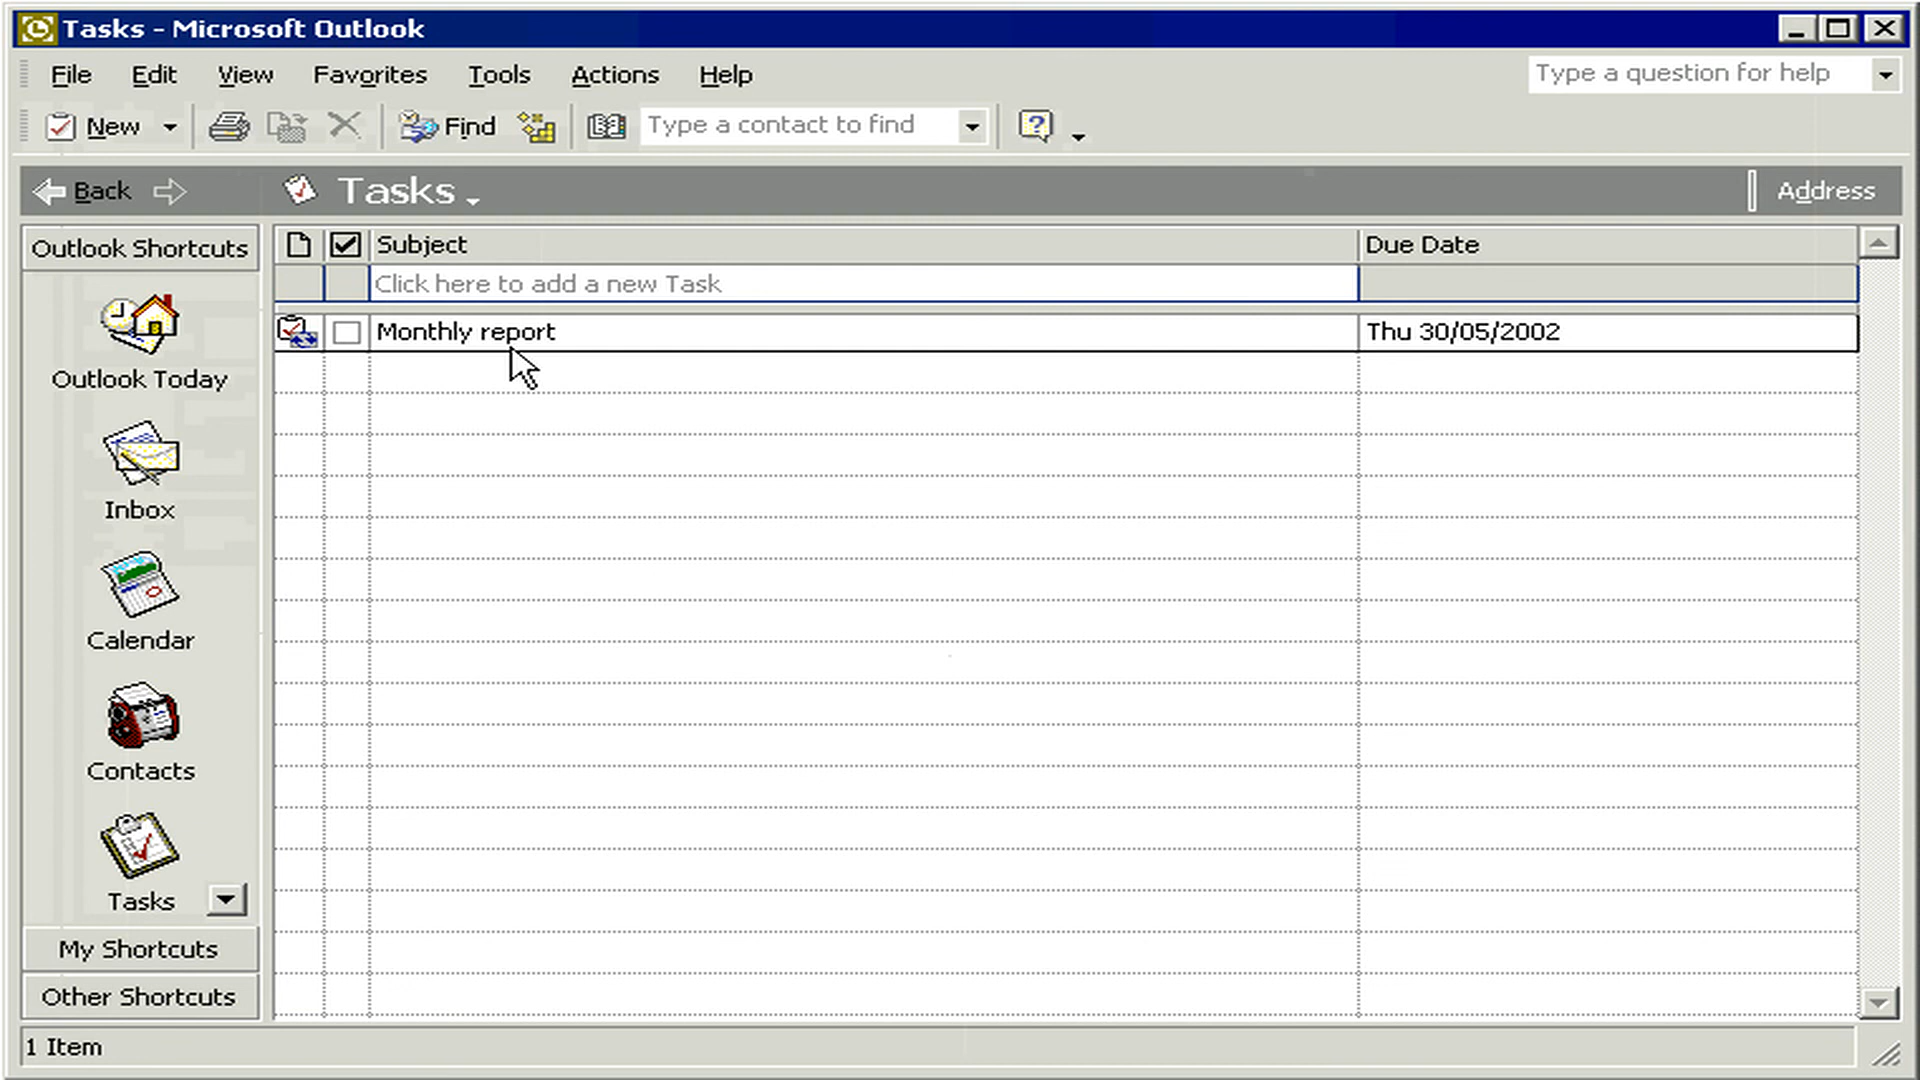 Tasks - Microsoft Outlook
File Edit View Favorites Tools Actions Help Type a question for help
New Find Type a contact to find
Back Tasks Address
Outlook Shortcuts Subject Due Date
Click here to add a new Task
Monthly report Thu 30/05/2002
Outlook Today
Inbox
Calendar
Contacts
Tasks
My Shortcuts
Other Shortcuts
1 Item